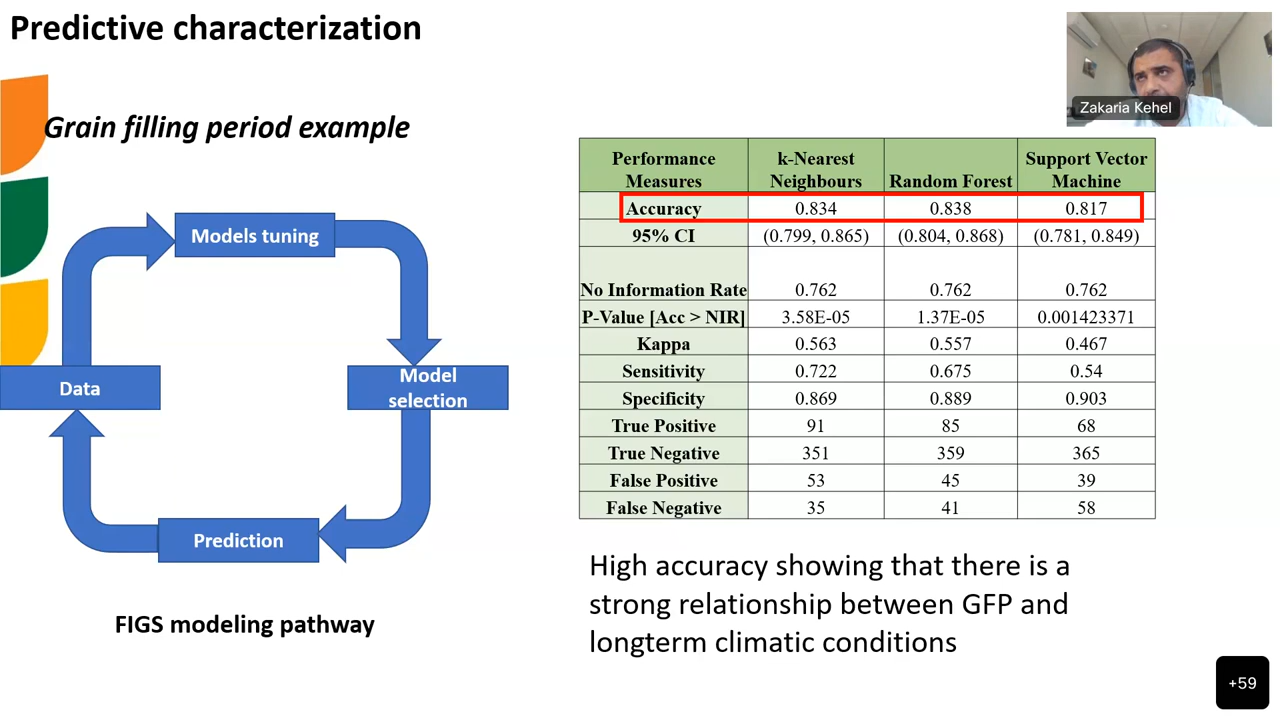 Predictive characterization
Zakaria Kehel
Grain filling period example
Models tuning
Data
Model
selection
Prediction
FIGS modeling pathway
Performance Measures k-Nearest Neighbours Random Forest Support Vector Machine
Accuracy 0.834 0.838 0.817
95% CI (0.799, 0.865) (0.804, 0.868) (0.781, 0.849)
No Information Rate 0.762 0.762 0.762
P-Value [Acc > NIR] 3.58E-05 1.37E-05 0.001423371
Kappa 0.563 0.557 0.467
Sensitivity 0.722 0.675 0.54
Specificity 0.869 0.889 0.903
True Positive 91 85 68
True Negative 351 359 365
False Positive 53 45 39
False Negative 35 41 58
High accuracy showing that there is a
strong relationship between GFP and
longterm climatic conditions
+59